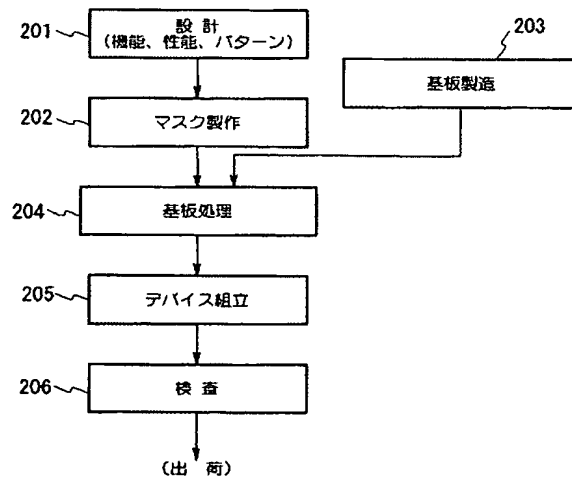 201
設計
(機能、性能、パターン)
203
基板製造
202
マスク製作
204
基板処理
205
デバイス組立
206
検査
(出荷)